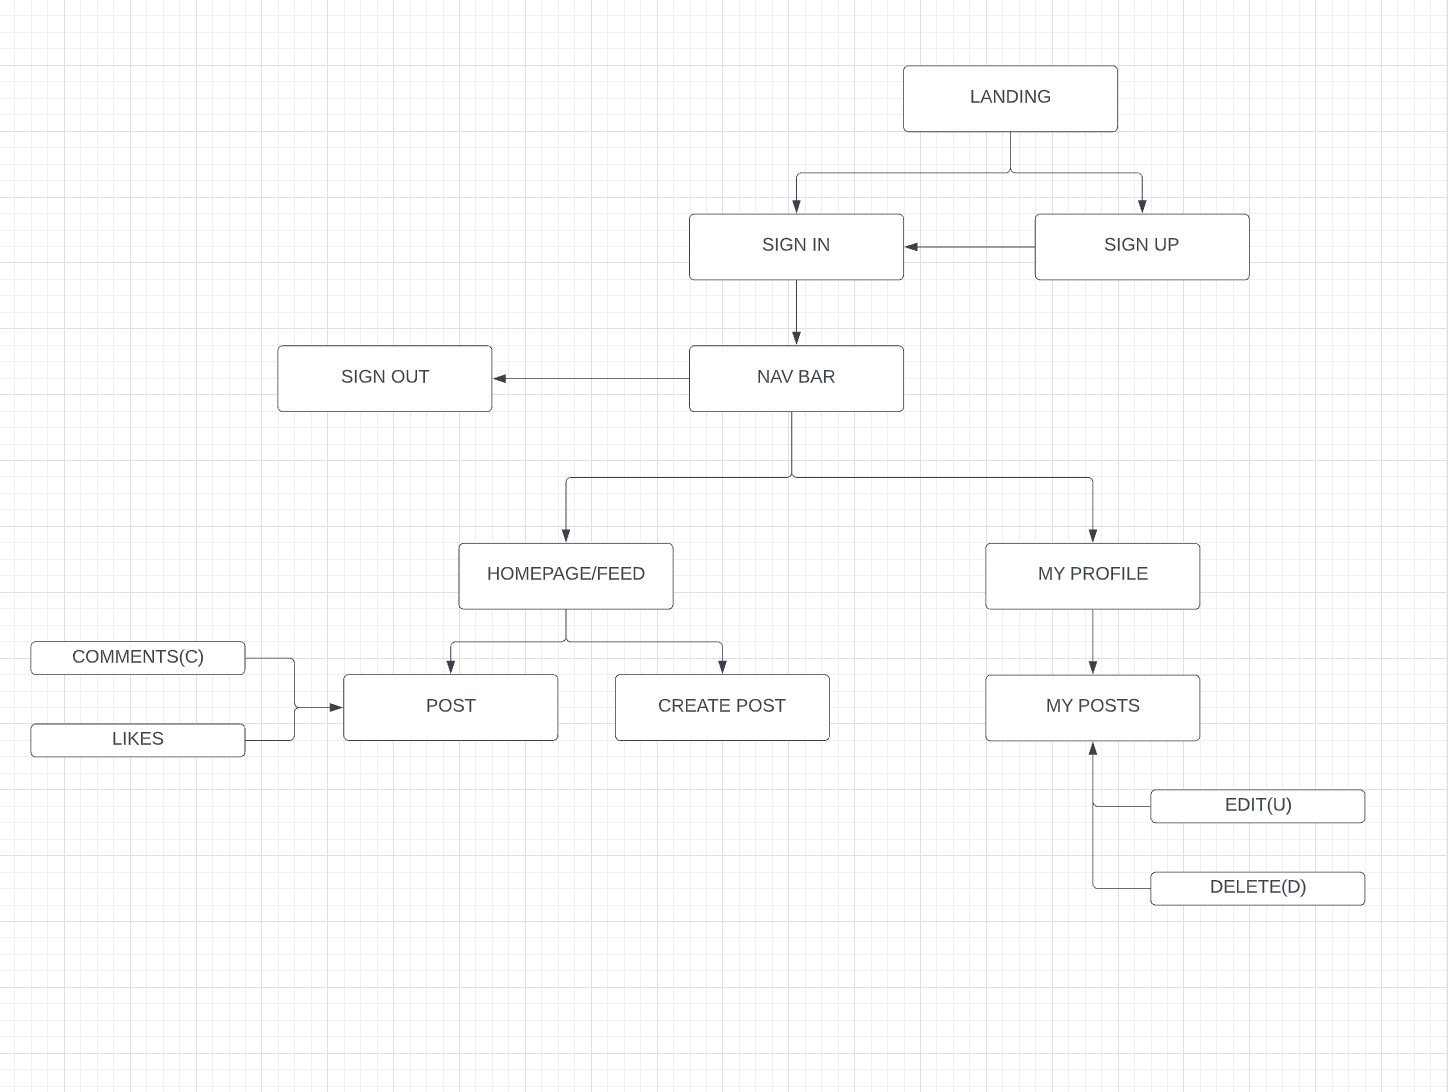 LANDING
SIGN IN
SIGN UP
SIGN OUT
NAV BAR
HOMEPAGE/FEED
MY PROFILE
COMMENTS(C)
LIKES
POST
CREATE POST
MY POSTS
EDIT(U)
DELETE(D)